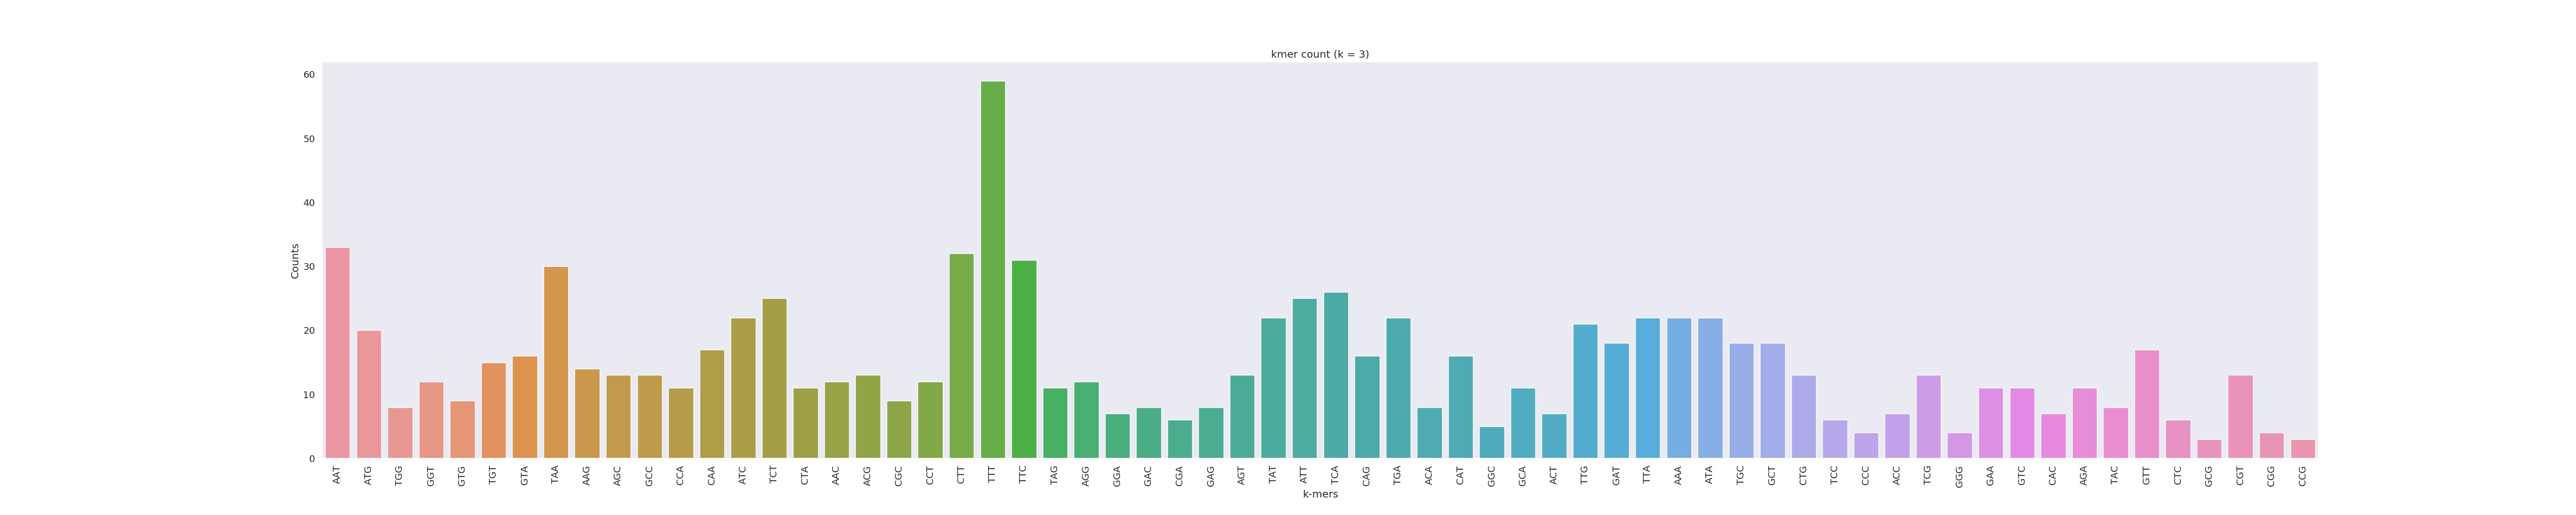 kmer count (k = 3)
60
50
40
30
20
10
0
Counts
AAT ATG TGG GGT GTG TGT GTA TAA AAG AGC GCC CCA CAA ATC TCT CTA AAC ACG CGC CCT CTT TTT TTC TAG AGG GGA GAC CGA GAG AGT TAT ATT TCA CAG TGA ACA CAT GGC GCA ACT TTG GAT TTA AAA ATA TGC GCT CTG TCC CCC ACC TCG GGG GAA GTC CAC AGA TAC GTT CTC GCG CGT CGG CCG
k-mers